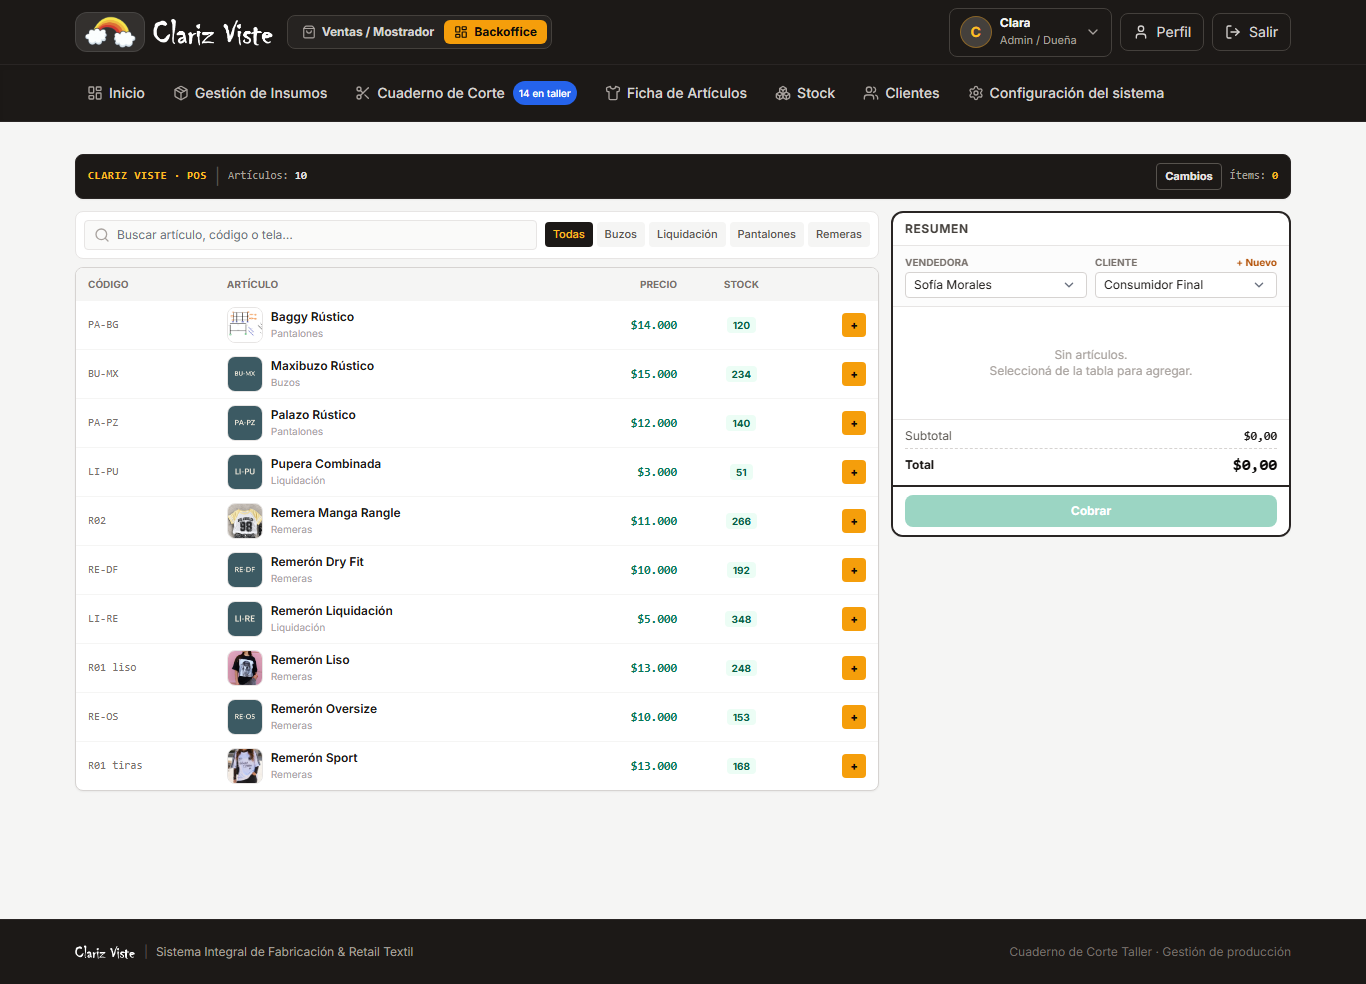 Clariz Viste
Ventas / Mostrador
Backoffice
C
Clara
Admin / Dueña
Perfil
Salir
Inicio
Gestión de Insumos
Cuaderno de Corte
14 en taller
Ficha de Artículos
Stock
Clientes
Configuración del sistema
CLARIZ VISTE · POS
Artículos: 10
Cambios
Ítems: 0
Buscar artículo, código o tela...
Todas
Buzos
Liquidación
Pantalones
Remeras
CÓDIGO ARTÍCULO PRECIO STOCK
PA-BG Baggy Rústico $14.000 120 +
Pantalones
BU-MX BU-MX Maxibuzo Rústico $15.000 234 +
Buzos
PA-PZ PA-PZ Palazo Rústico $12.000 140 +
Pantalones
LI-PU LI-PU Pupera Combinada $3.000 51 +
Liquidación
R02 98 Remera Manga Rangle $11.000 266 +
Remeras
RE-DF RE-DF Remerón Dry Fit $10.000 192 +
Remeras
LI-RE LI-RE Remerón Liquidación $5.000 348 +
Liquidación
R01 liso Remerón Liso $13.000 248 +
Remeras
RE-OS RE-OS Remerón Oversize $10.000 153 +
Remeras
R01 tiras Remerón Sport $13.000 168 +
Remeras
RESUMEN
VENDEDORA
Sofía Morales
CLIENTE
+ Nuevo
Consumidor Final
Sin artículos.
Seleccioná de la tabla para agregar.
Subtotal $0,00
Total $0,00
Cobrar
Clariz Viste
Sistema Integral de Fabricación & Retail Textil
Cuaderno de Corte Taller · Gestión de producción